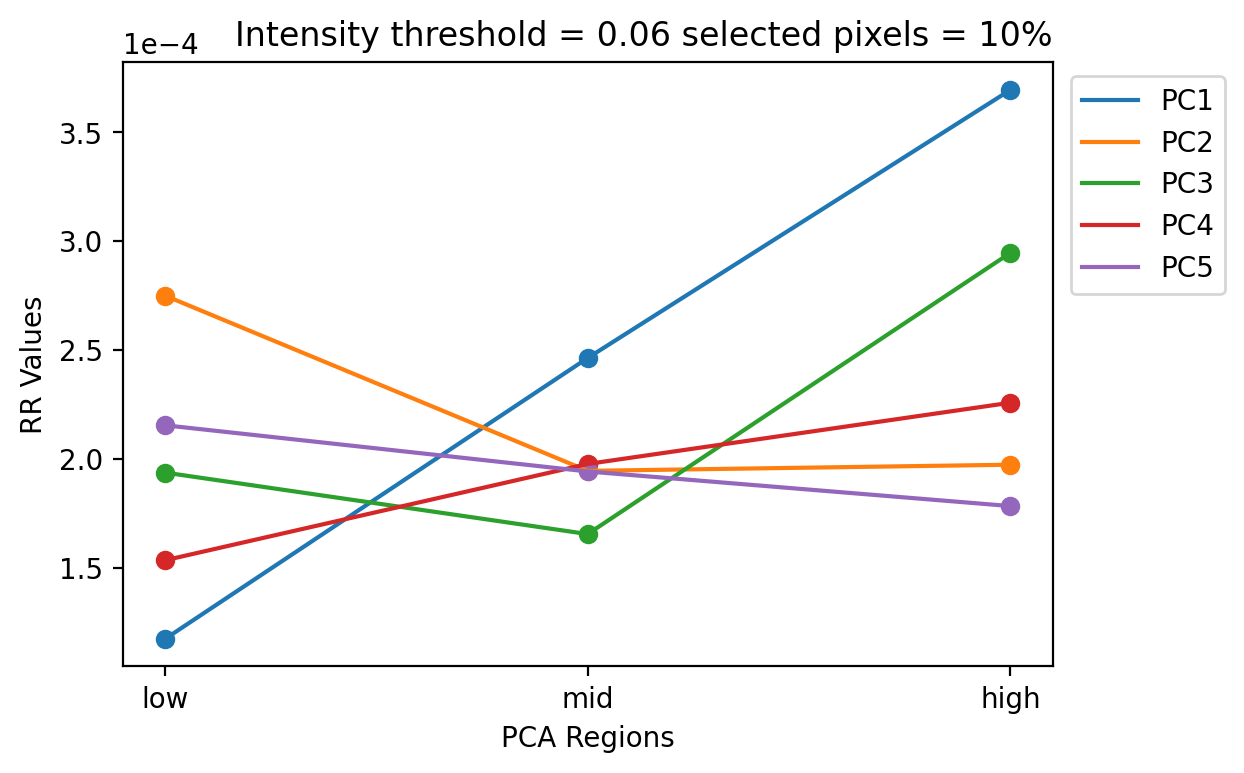 Intensity threshold = 0.06 selected pixels = 10%
1e−4
3.5
3.0
2.5
2.0
1.5
RR Values
low
mid
high
PCA Regions
PC1
PC2
PC3
PC4
PC5